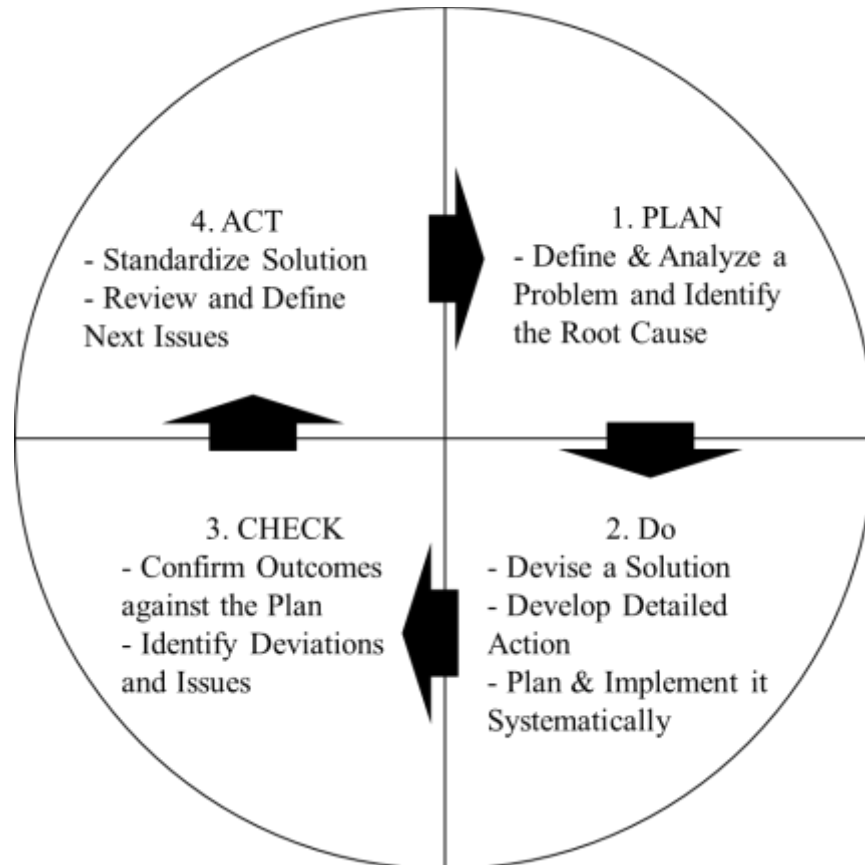 1. PLAN
- Define & Analyze a
Problem and Identify
the Root Cause
2. Do
- Devise a Solution
- Develop Detailed
Action
- Plan & Implement it
Systematically
3. CHECK
- Confirm Outcomes
against the Plan
- Identify Deviations
and Issues
4. ACT
- Standardize Solution
- Review and Define
Next Issues